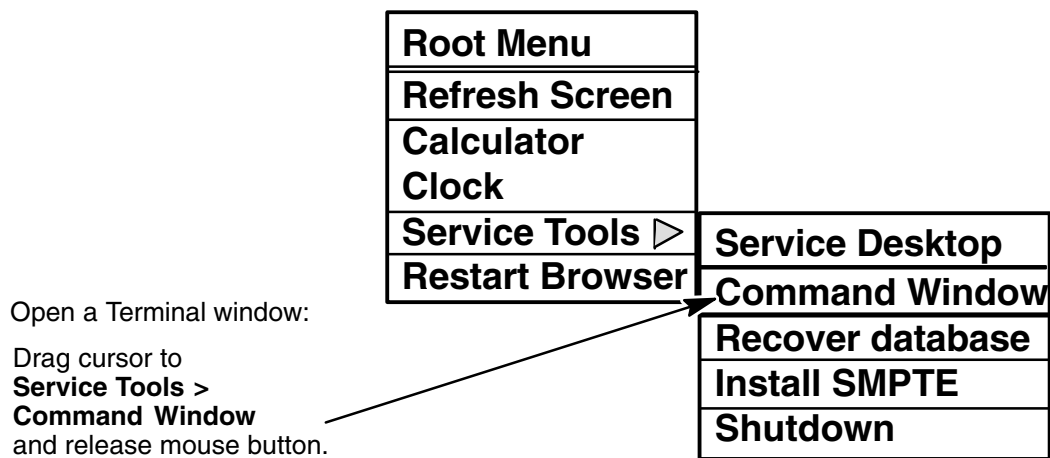 Root Menu
Refresh Screen
Calculator
Clock
Service Tools
Restart Browser
Service Desktop
Command Window
Recover database
Install SMPTE
Shutdown
Open a Terminal window:
Drag cursor to
Service Tools >
Command Window
and release mouse button.